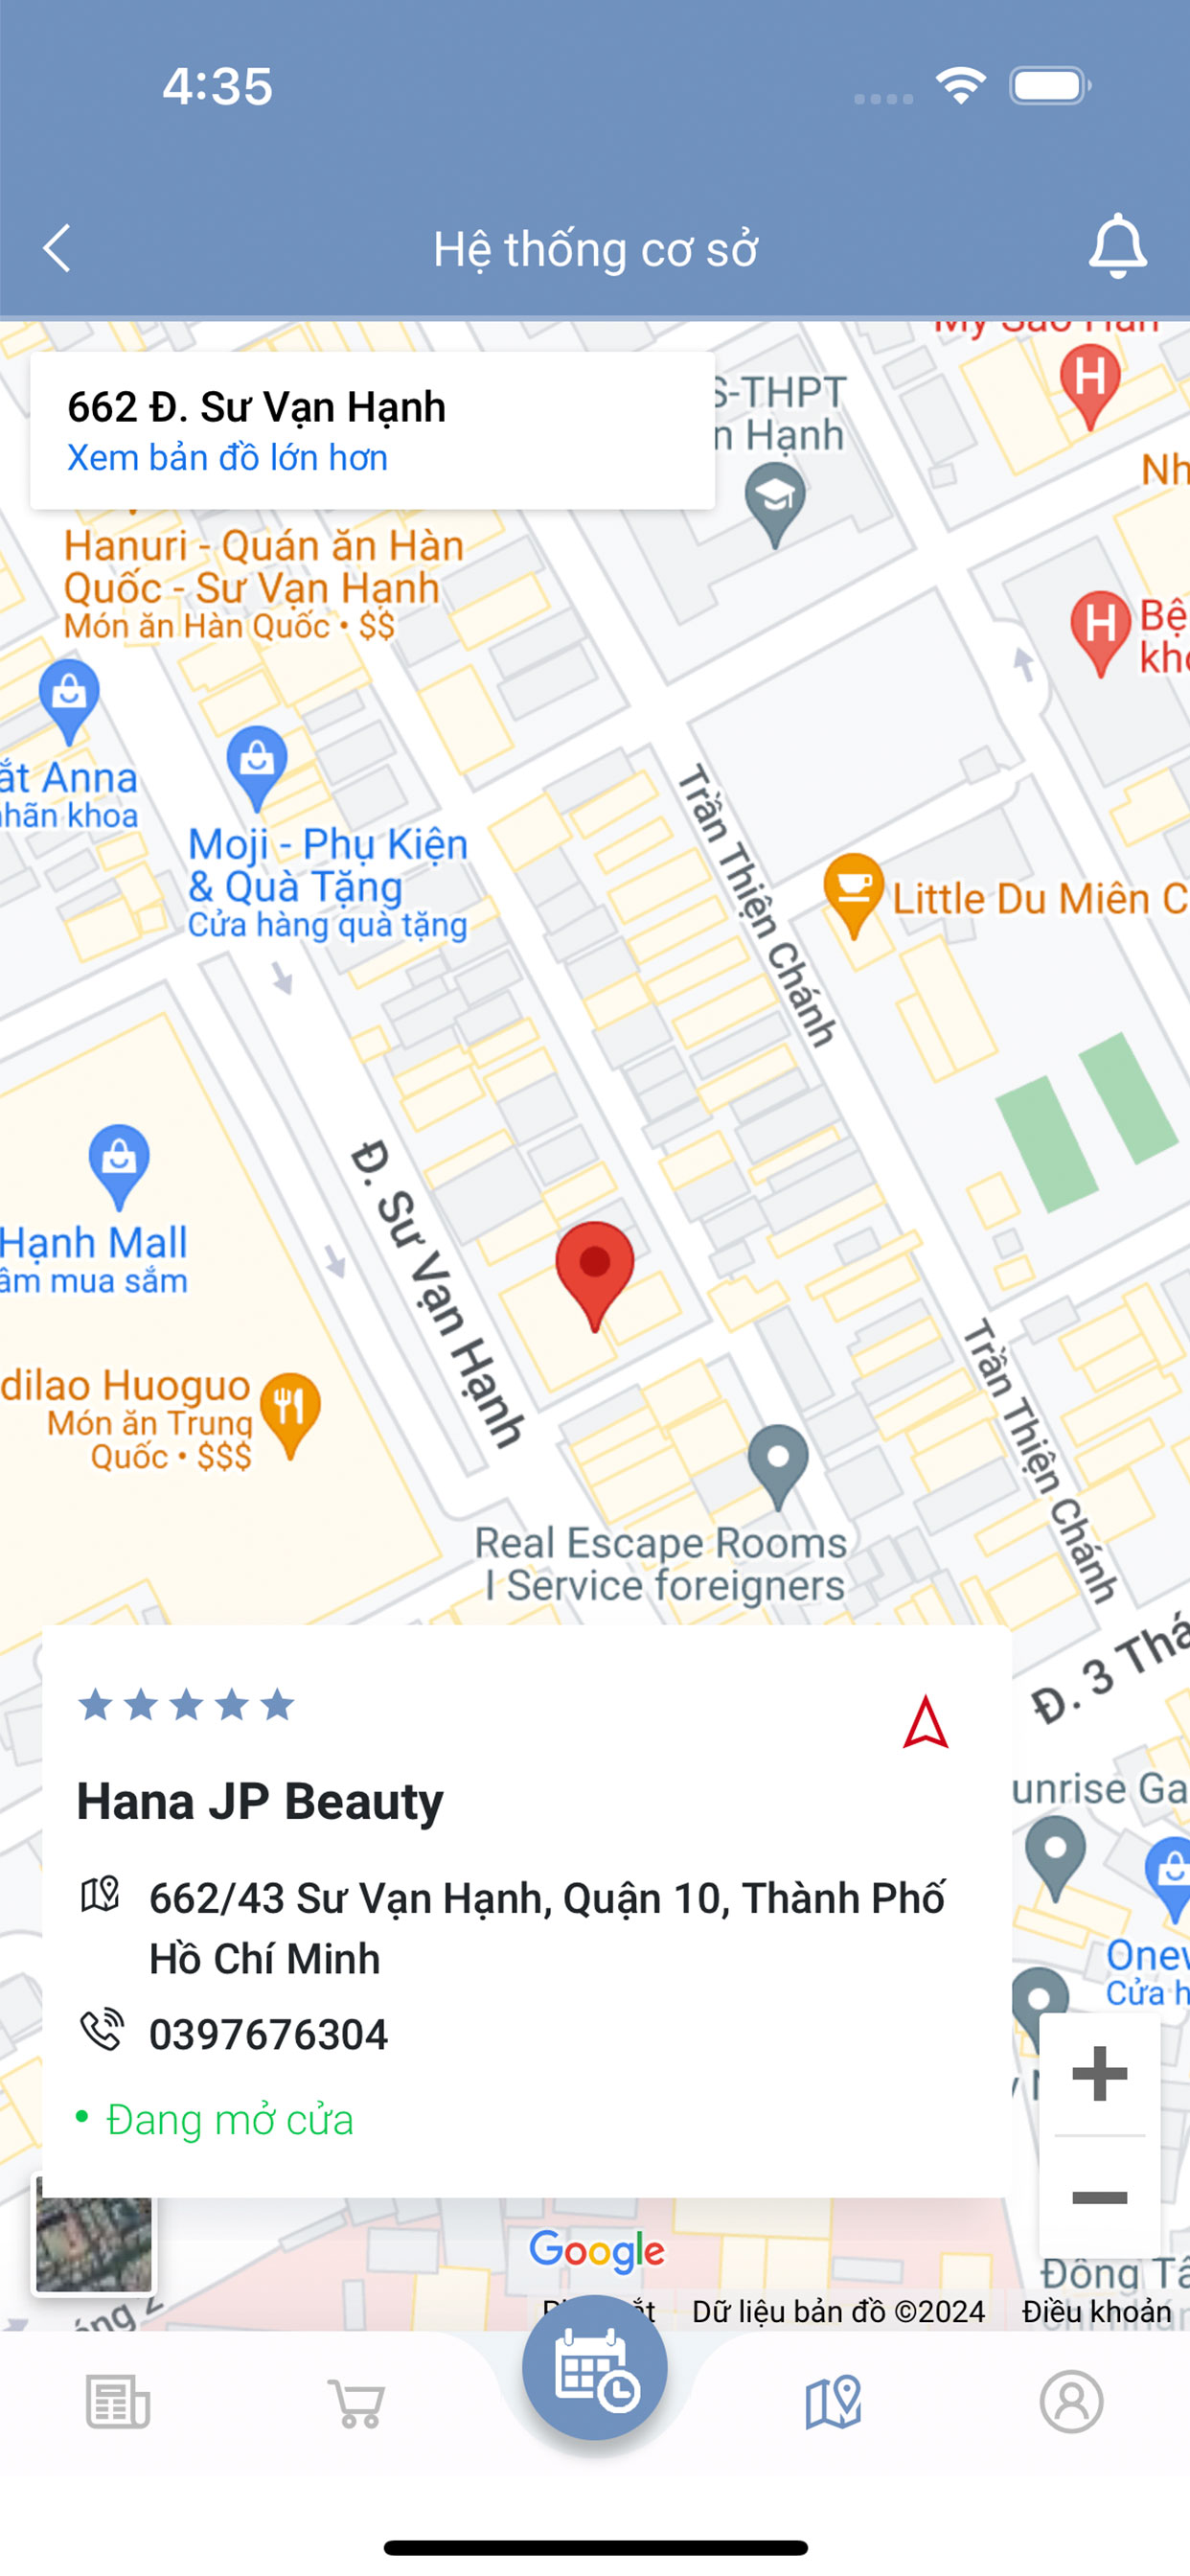 4:35
Hệ thống cơ sở
662 Đ. Sư Vạn Hạnh
Xem bản đồ lớn hơn
S-THPT
n Hạnh
H
Nh
Hanuri - Quán ăn Hàn
Quốc - Sư Vạn Hạnh
Món ăn Hàn Quốc • $$
H
Bệ
kho
ắt Anna
nhãn khoa
Moji - Phụ Kiện
& Quà Tặng
Cửa hàng quà tặng
Trần Thiện Chánh
Little Du Miên C
Đ. Sư Vạn Hạnh
Hạnh Mall
âm mua sắm
dilao Huoguo
Món ăn Trung
Quốc • $$$
Trần Thiện Chánh
Real Escape Rooms
I Service foreigners
Đ. 3 Thá
Hana JP Beauty
662/43 Sư Vạn Hạnh, Quận 10, Thành Phố
Hồ Chí Minh
0397676304
• Đang mở cửa
unrise Ga
Onew
Cửa h
Google
Đông Tâ
Dữ liệu bản đồ ©2024
Điều khoản